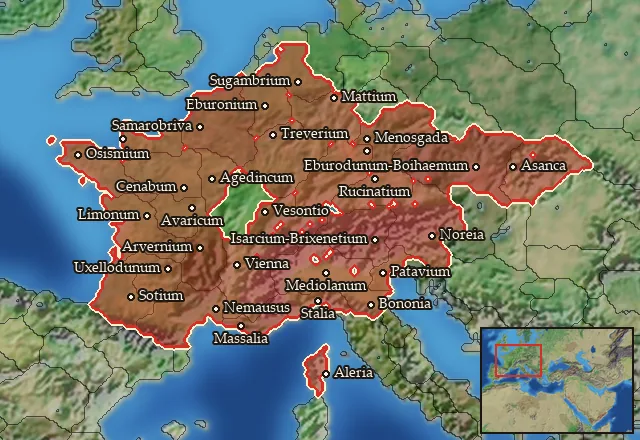 Sugambrium
Mattium
Eburonium
Samarobriva
Treverium
Menosgada
Osismium
Eburodunum-Boihaemum
Asanca
Agedincum
Cenabum
Rucinatium
Limonum
Avaricum
Vesontio
Isarcium-Brixenetium
Noreia
Arvernium
Uxellodunum
Vienna
Patavium
Mediolanum
Sotium
Nemausus
Stalia
Bononia
Massalia
Aleria